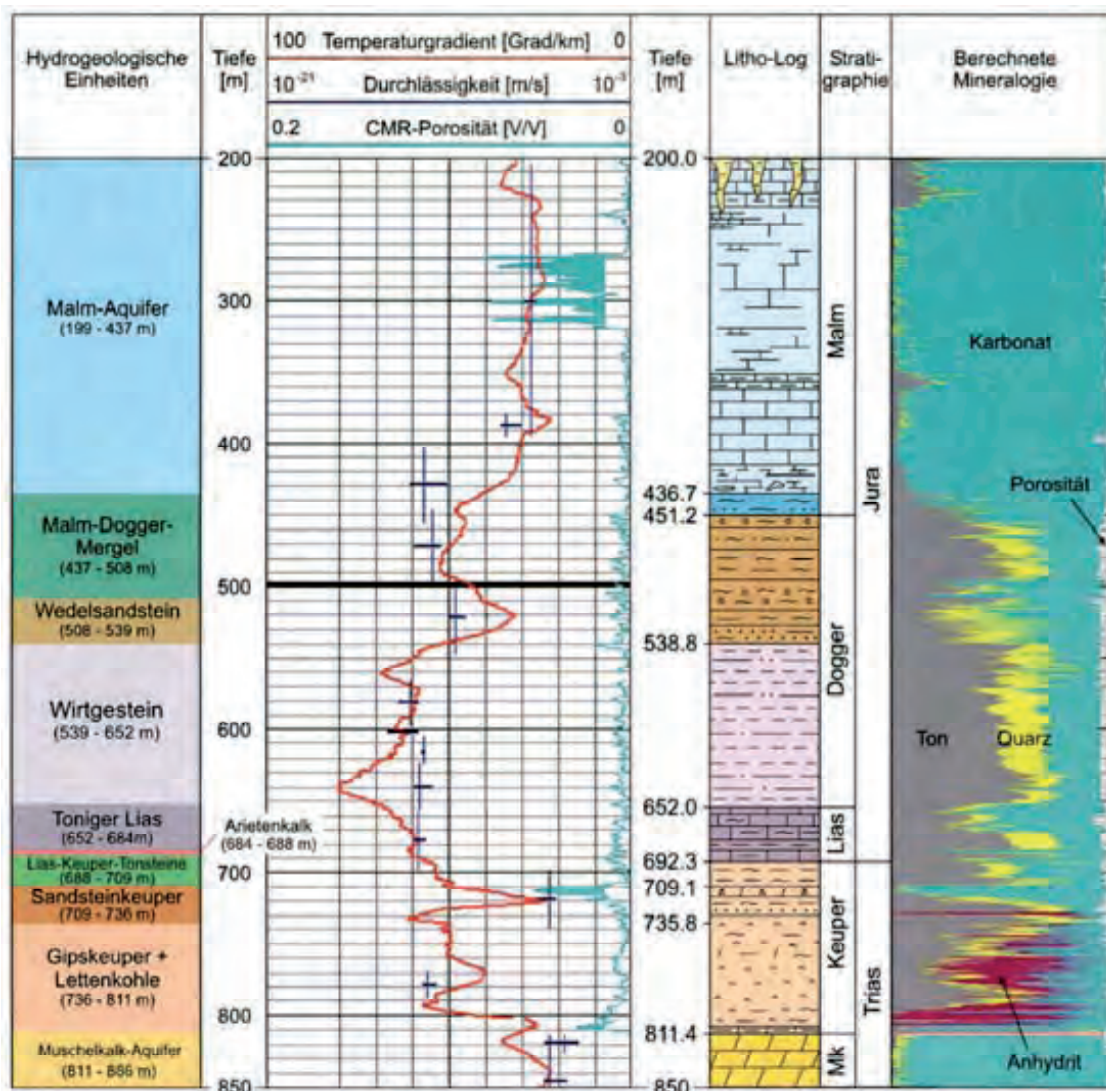 Hydrogeologische
Einheiten
Tiefe
[m]
100 Temperaturgradient [Grad/km] 0
10⁻²¹ Durchlässigkeit [m/s] 10⁻³
0.2 CMR-Porosität [V/V] 0
Tiefe
[m]
Litho-Log
Strati-
graphie
Berechnete
Mineralogie
Malm-Aquifer
(199 - 437 m)
Malm-Dogger-
Mergel
(437 - 508 m)
Wedelsandstein
(508 - 539 m)
Wirtgestein
(539 - 652 m)
Toniger Lias
(652 - 684m)
Arietenkalk
(684 - 688 m)
Lias-Keuper-Tonsteine
(688 - 709 m)
Sandsteinkeuper
(709 - 736 m)
Gipskeuper +
Lettenkohle
(736 - 811 m)
Muschelkalk-Aquifer
(811 - 886 m)
200
300
400
500
600
700
800
850
200.0
436.7
451.2
538.8
652.0
692.3
709.1
735.8
811.4
850.0
Malm
Dogger
Lias
Keuper
Mk
Jura
Trias
Karbonat
Porosität
Ton
Quarz
Anhydrit